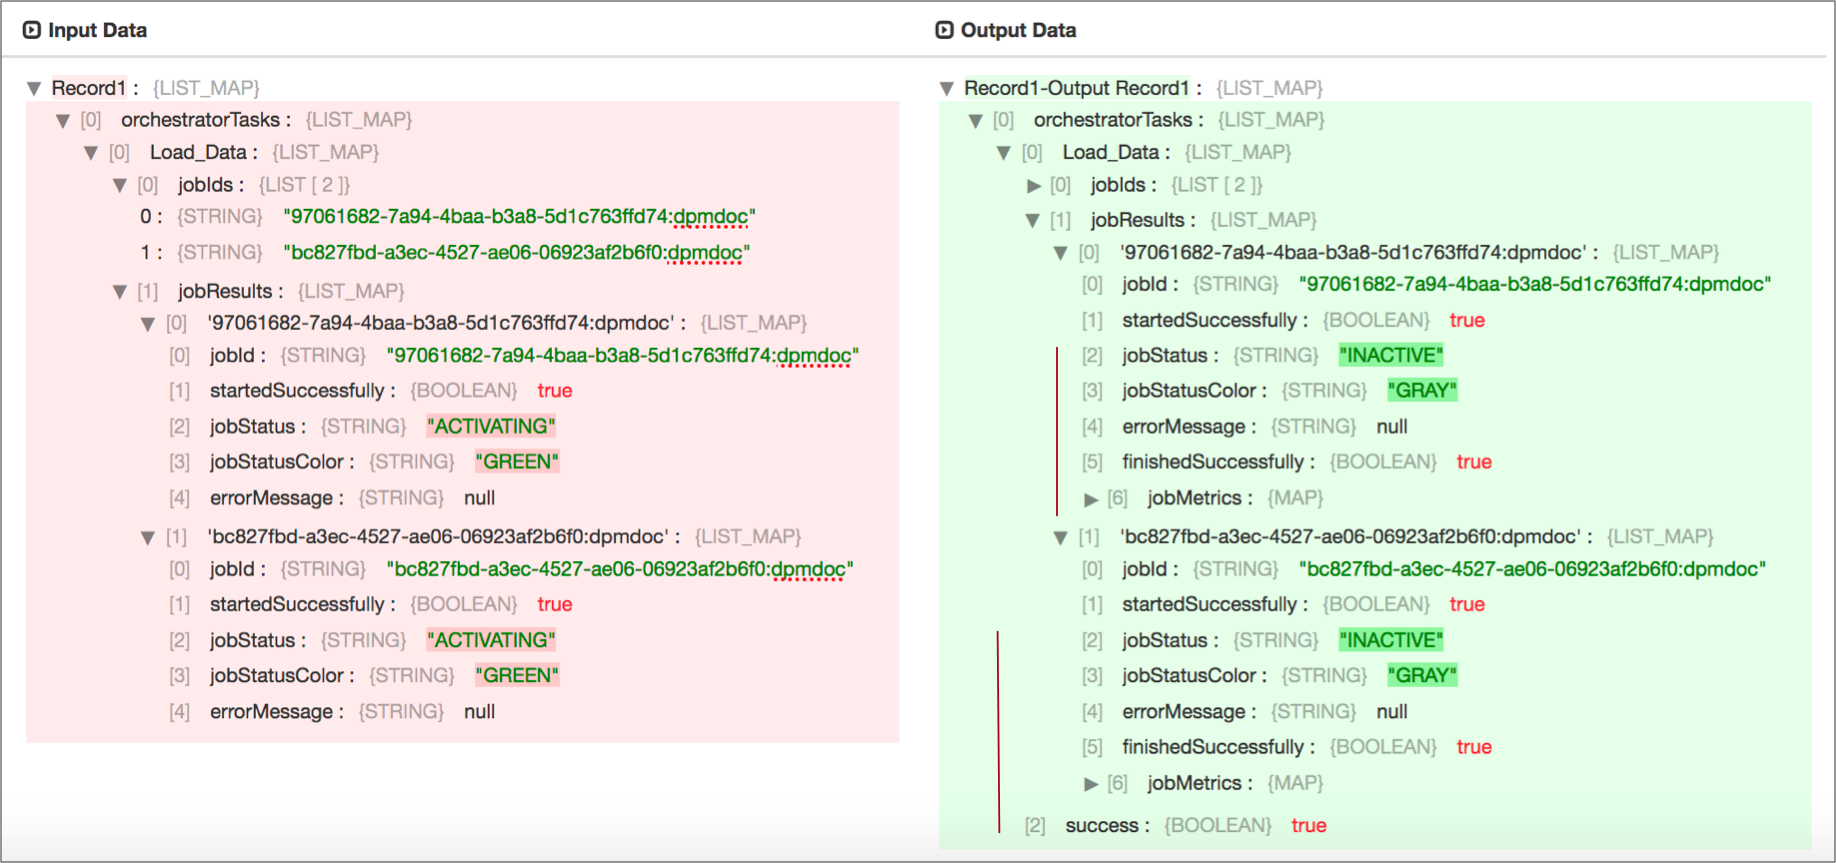 Input Data
Record1 : {LIST_MAP}
[0] orchestratorTasks : {LIST_MAP}
[0] Load_Data : {LIST_MAP}
[0] jobIds : {LIST [ 2 ]}
0 : {STRING} "97061682-7a94-4baa-b3a8-5d1c763ffd74:dpmdoc"
1 : {STRING} "bc827fbd-a3ec-4527-ae06-06923af2b6f0:dpmdoc"
[1] jobResults : {LIST_MAP}
[0] '97061682-7a94-4baa-b3a8-5d1c763ffd74:dpmdoc' : {LIST_MAP}
[0] jobId : {STRING} "97061682-7a94-4baa-b3a8-5d1c763ffd74:dpmdoc"
[1] startedSuccessfully : {BOOLEAN} true
[2] jobStatus : {STRING} "ACTIVATING"
[3] jobStatusColor : {STRING} "GREEN"
[4] errorMessage : {STRING} null
[1] 'bc827fbd-a3ec-4527-ae06-06923af2b6f0:dpmdoc' : {LIST_MAP}
[0] jobId : {STRING} "bc827fbd-a3ec-4527-ae06-06923af2b6f0:dpmdoc"
[1] startedSuccessfully : {BOOLEAN} true
[2] jobStatus : {STRING} "ACTIVATING"
[3] jobStatusColor : {STRING} "GREEN"
[4] errorMessage : {STRING} null
Output Data
Record1-Output Record1 : {LIST_MAP}
[0] orchestratorTasks : {LIST_MAP}
[0] Load_Data : {LIST_MAP}
[0] jobIds : {LIST [ 2 ]}
[1] jobResults : {LIST_MAP}
[0] '97061682-7a94-4baa-b3a8-5d1c763ffd74:dpmdoc' : {LIST_MAP}
[0] jobId : {STRING} "97061682-7a94-4baa-b3a8-5d1c763ffd74:dpmdoc"
[1] startedSuccessfully : {BOOLEAN} true
[2] jobStatus : {STRING} "INACTIVE"
[3] jobStatusColor : {STRING} "GRAY"
[4] errorMessage : {STRING} null
[5] finishedSuccessfully : {BOOLEAN} true
[6] jobMetrics : {MAP}
[1] 'bc827fbd-a3ec-4527-ae06-06923af2b6f0:dpmdoc' : {LIST_MAP}
[0] jobId : {STRING} "bc827fbd-a3ec-4527-ae06-06923af2b6f0:dpmdoc"
[1] startedSuccessfully : {BOOLEAN} true
[2] jobStatus : {STRING} "INACTIVE"
[3] jobStatusColor : {STRING} "GRAY"
[4] errorMessage : {STRING} null
[5] finishedSuccessfully : {BOOLEAN} true
[6] jobMetrics : {MAP}
[2] success : {BOOLEAN} true